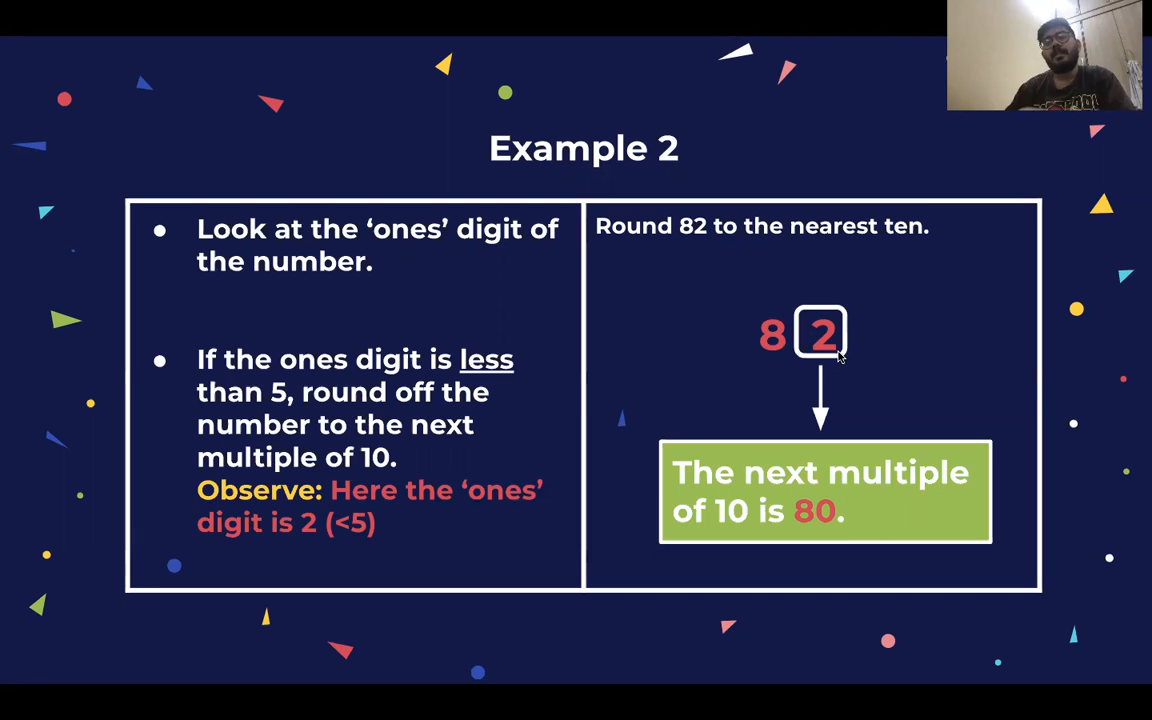 Example 2
● Look at the ‘ones’ digit of
the number.
● If the ones digit is less
than 5, round off the
number to the next
multiple of 10.
Observe: Here the ‘ones’
digit is 2 (<5)
Round 82 to the nearest ten.
8 2
The next multiple
of 10 is 80.